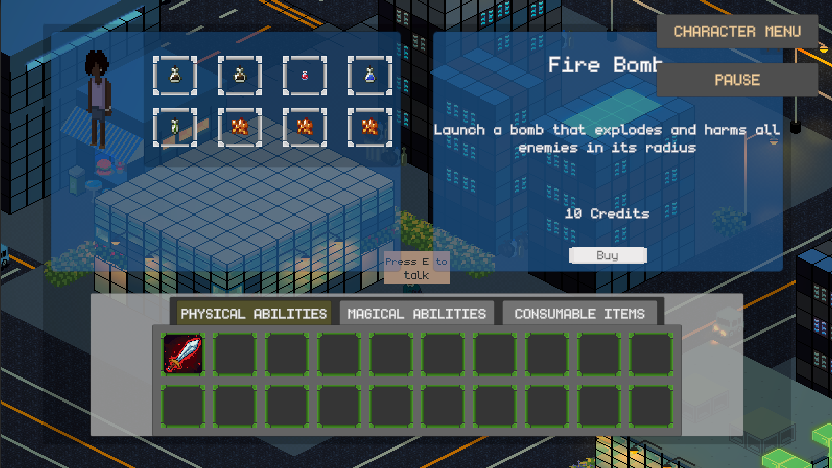 CHARACTER MENU
Fire Bomb
PAUSE
Launch a bomb that explodes and harms all
enemies in its radius
10 Credits
Buy
Press E to
talk
PHYSICAL ABILITIES
MAGICAL ABILITIES
CONSUMABLE ITEMS